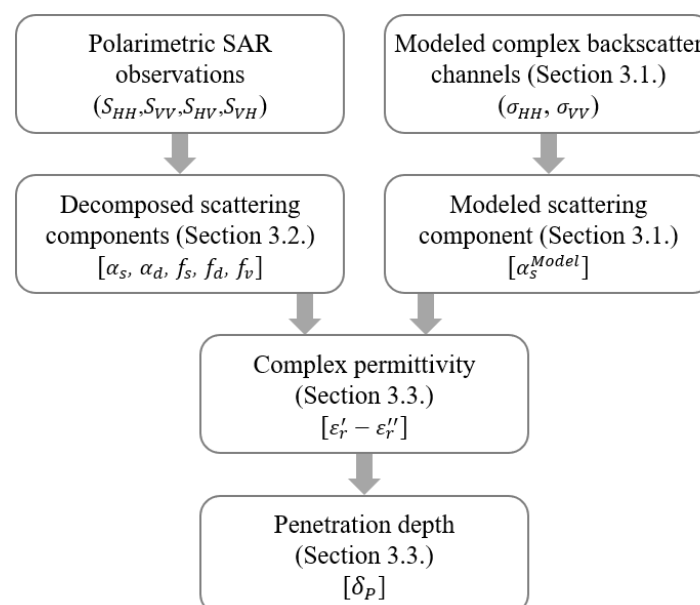 Polarimetric SAR
observations
(S_HH,S_VV,S_HV,S_VH)
Modeled complex backscatter
channels (Section 3.1.)
(σ_HH, σ_VV)
Decomposed scattering
components (Section 3.2.)
[α_s, α_d, f_s, f_d, f_v]
Modeled scattering
component (Section 3.1.)
[α_s^Model]
Complex permittivity
(Section 3.3.)
[ε_r′ − ε_r″]
Penetration depth
(Section 3.3.)
[δ_P]